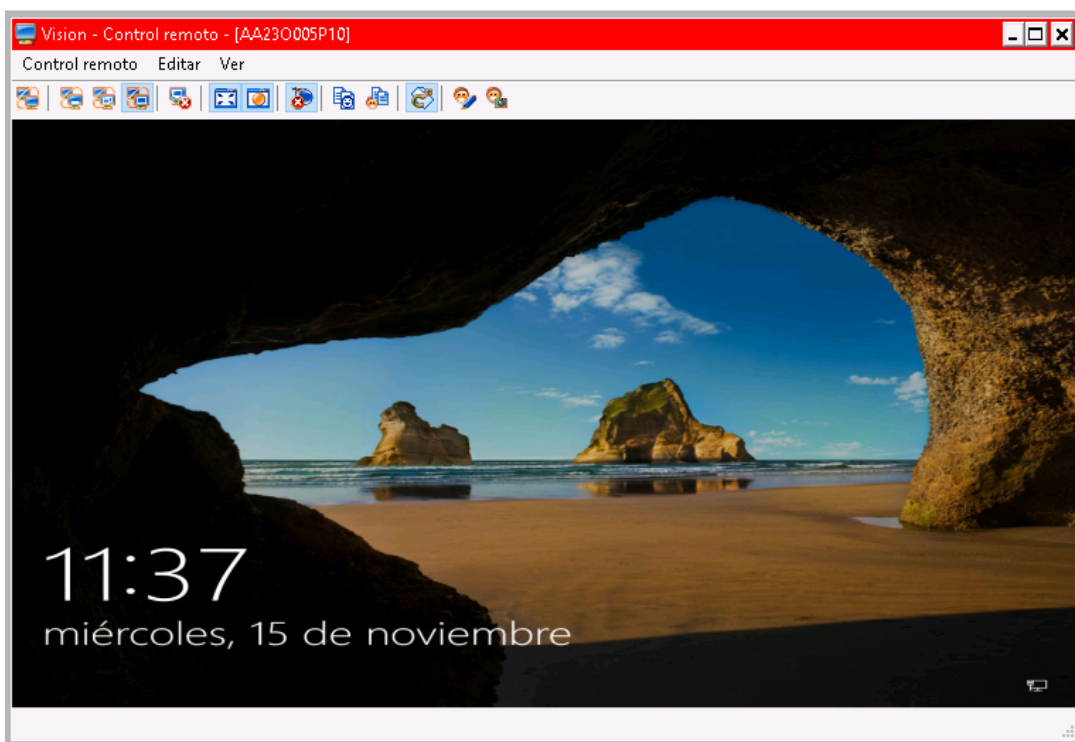 Vision - Control remoto - [AA23O005P10]
Control remoto Editar Ver
11:37
miércoles, 15 de noviembre